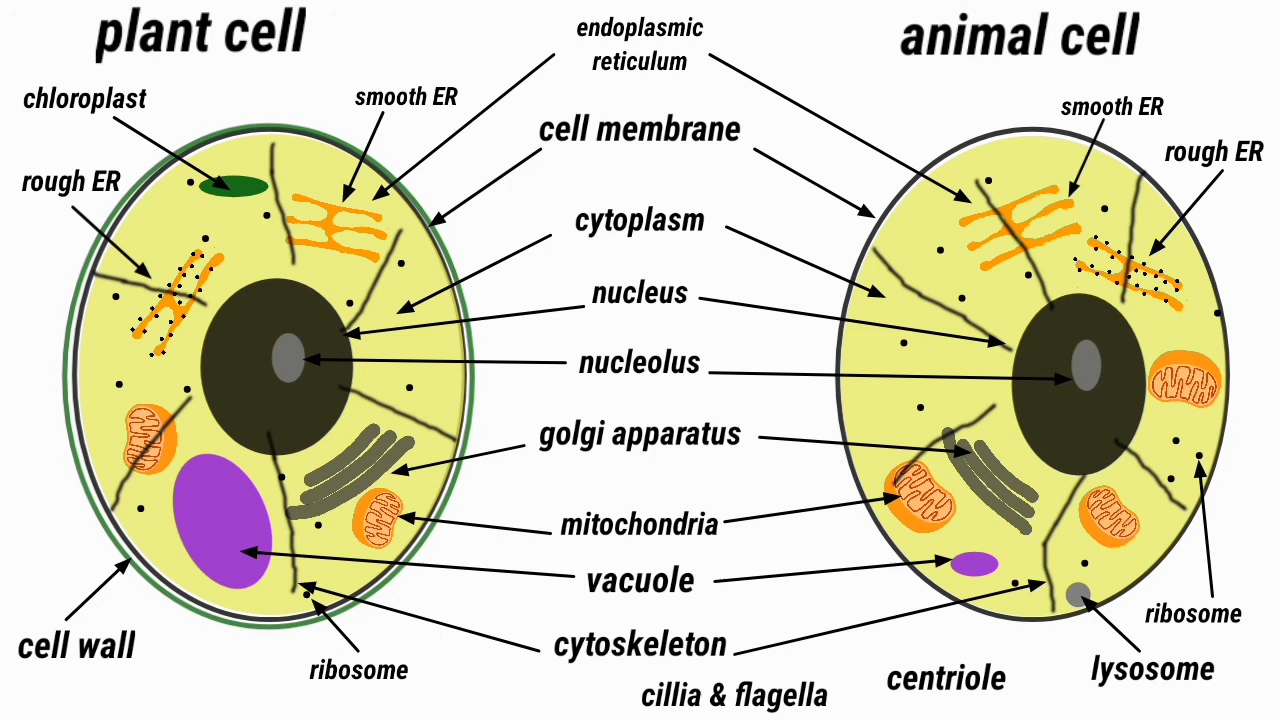 plant cell
endoplasmic
reticulum
animal cell
chloroplast
smooth ER
cell membrane
smooth ER
rough ER
rough ER
cytoplasm
nucleus
nucleolus
golgi apparatus
mitochondria
vacuole
cell wall
cytoskeleton
ribosome
ribosome
lysosome
centriole
cillia & flagella